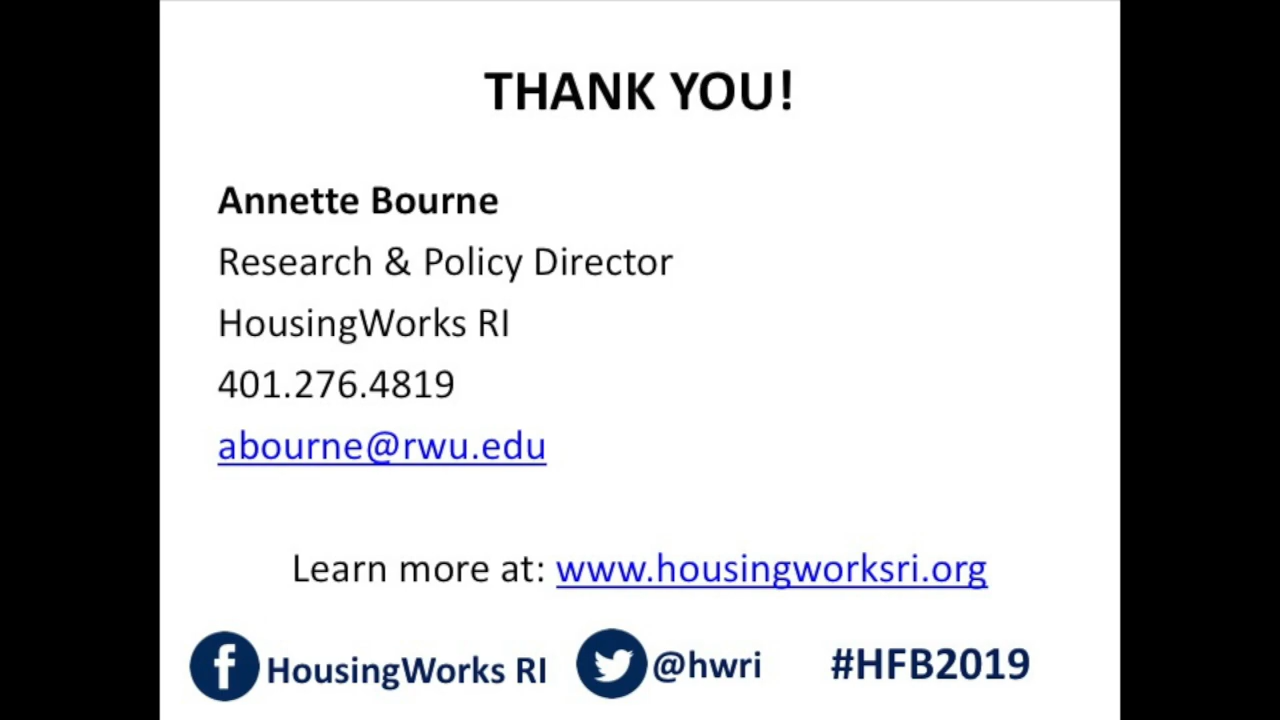 THANK YOU!
Annette Bourne
Research & Policy Director
HousingWorks RI
401.276.4819
abourne@rwu.edu
Learn more at: www.housingworksri.org
HousingWorks RI @hwri #HFB2019